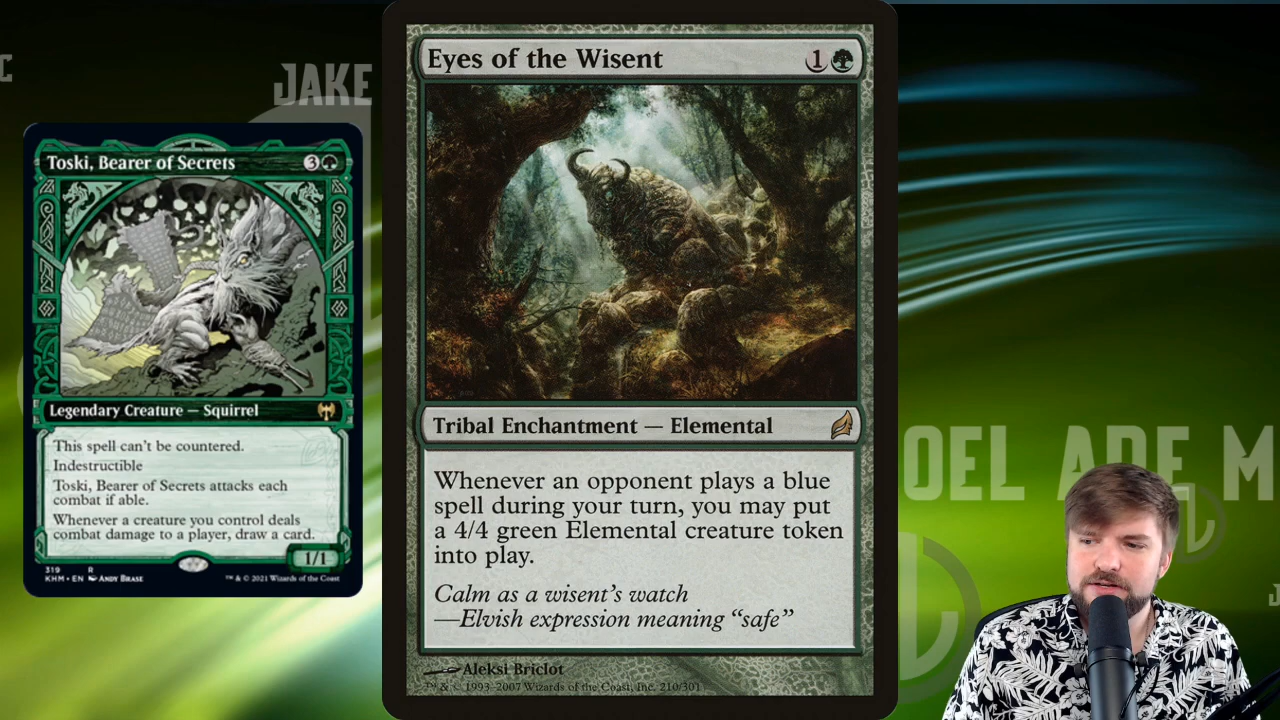 C
JAKE
Toski, Bearer of Secrets 3
Legendary Creature — Squirrel
This spell can't be countered.
Indestructible
Toski, Bearer of Secrets attacks each
combat if able.
Whenever a creature you control deals
combat damage to a player, draw a card.
1/1
319 R
KHM • EN ANDY BRASE
™ & © 2021 Wizards of the Coast
Eyes of the Wisent 1
Tribal Enchantment — Elemental
Whenever an opponent plays a blue
spell during your turn, you may put
a 4/4 green Elemental creature token
into play.
Calm as a wisent's watch
—Elvish expression meaning “safe”
Aleksi Briclot
™ & © 1993–2007 Wizards of the Coast, Inc. 210/301
OEL ADE M